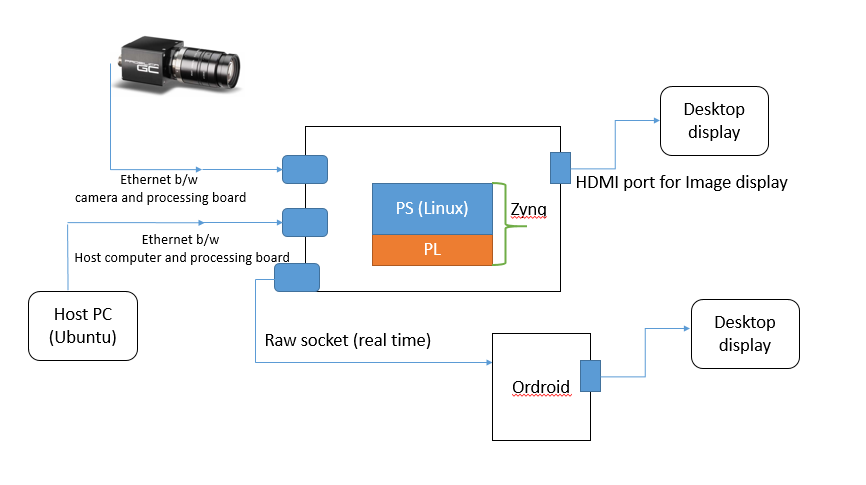 GC
Desktop
display
Ethernet b/w
camera and processing board
HDMI port for Image display
PS (Linux)
Zynq
PL
Ethernet b/w
Host computer and processing board
Host PC
(Ubuntu)
Raw socket (real time)
Desktop
display
Ordroid